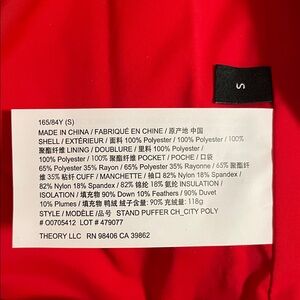 S
165/84Y (S)
MADE IN CHINA / FABRIQUÉ EN CHINE / 原产地 中国
SHELL / EXTÉRIEUR / 面料 100% Polyester / 100% Polyester / 100%
聚酯纤维 LINING / DOUBLURE / 里料 100% Polyester /
100% Polyester / 100% 聚酯纤维 POCKET / POCHE / 口袋
65% Polyester 35% Rayon / 65% Polyester 35% Rayonne / 65% 聚酯纤
维 35% 粘纤 CUFF / MANCHETTE / 袖口 82% Nylon 18% Spandex /
82% Nylon 18% Spandex / 82% 锦纶 18% 氨纶 INSULATION /
ISOLATION / 填充物 90% Down 10% Feathers / 90% Duvet
10% Plumes / 填充物 鸭绒 绒子含量: 90% 充绒量: 118g
STYLE / MODÈLE /品号 STAND PUFFER CH_CITY POLY
# O0705412 LOT # 479077
THEORY LLC RN 98406 CA 39862